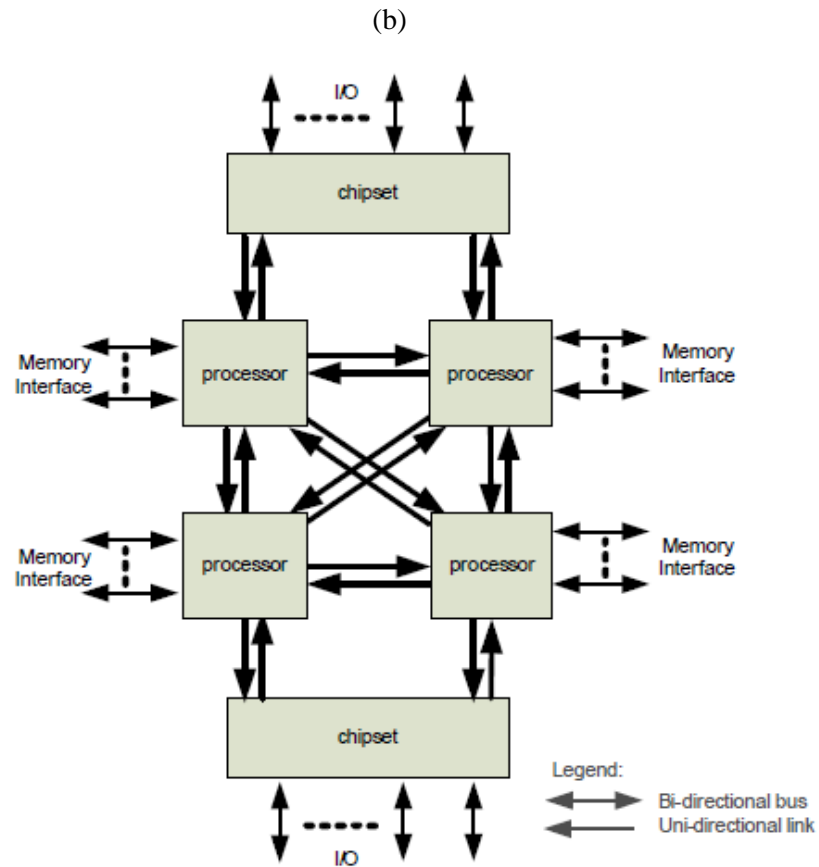 (b)
I/O
chipset
Memory
Interface
processor
processor
Memory
Interface
Memory
Interface
processor
processor
Memory
Interface
chipset
I/O
Legend:
Bi-directional bus
Uni-directional link